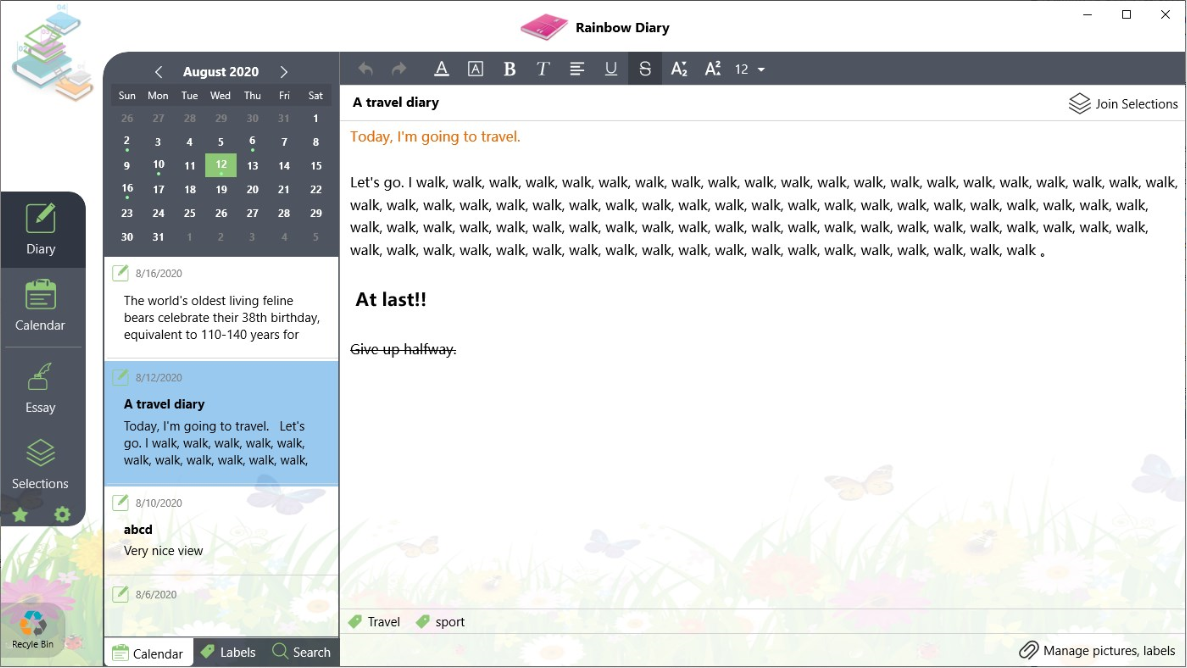 Rainbow Diary
August 2020
Sun Mon Tue Wed Thu Fri Sat
26 27 28 29 30 31 1
2 3 4 5 6 7 8
9 10 11 12 13 14 15
16 17 18 19 20 21 22
23 24 25 26 27 28 29
30 31 1 2 3 4 5
A A B T U S A A 12
A travel diary
Join Selections
Today, I'm going to travel.
Let's go. I walk, walk, walk, walk, walk, walk, walk, walk, walk, walk, walk, walk, walk, walk, walk, walk, walk, walk, walk, walk, walk,
walk, walk, walk, walk, walk, walk, walk, walk, walk, walk, walk, walk, walk, walk, walk, walk, walk, walk, walk, walk, walk, walk,
walk, walk, walk, walk, walk, walk, walk, walk, walk, walk, walk, walk, walk, walk, walk, walk, walk, walk, walk, walk, walk, walk,
walk, walk, walk, walk, walk, walk, walk, walk, walk, walk, walk, walk, walk, walk, walk, walk, walk, walk, walk 。
At last!!
Give up halfway.
Diary
Calendar
Essay
Selections
Recyle Bin
8/16/2020
The world's oldest living feline
bears celebrate their 38th birthday,
equivalent to 110-140 years for
8/12/2020
A travel diary
Today, I'm going to travel. Let's
go. I walk, walk, walk, walk, walk,
walk, walk, walk, walk, walk, walk,
8/10/2020
abcd
Very nice view
8/6/2020
Calendar
Labels
Search
Travel
sport
Manage pictures, labels